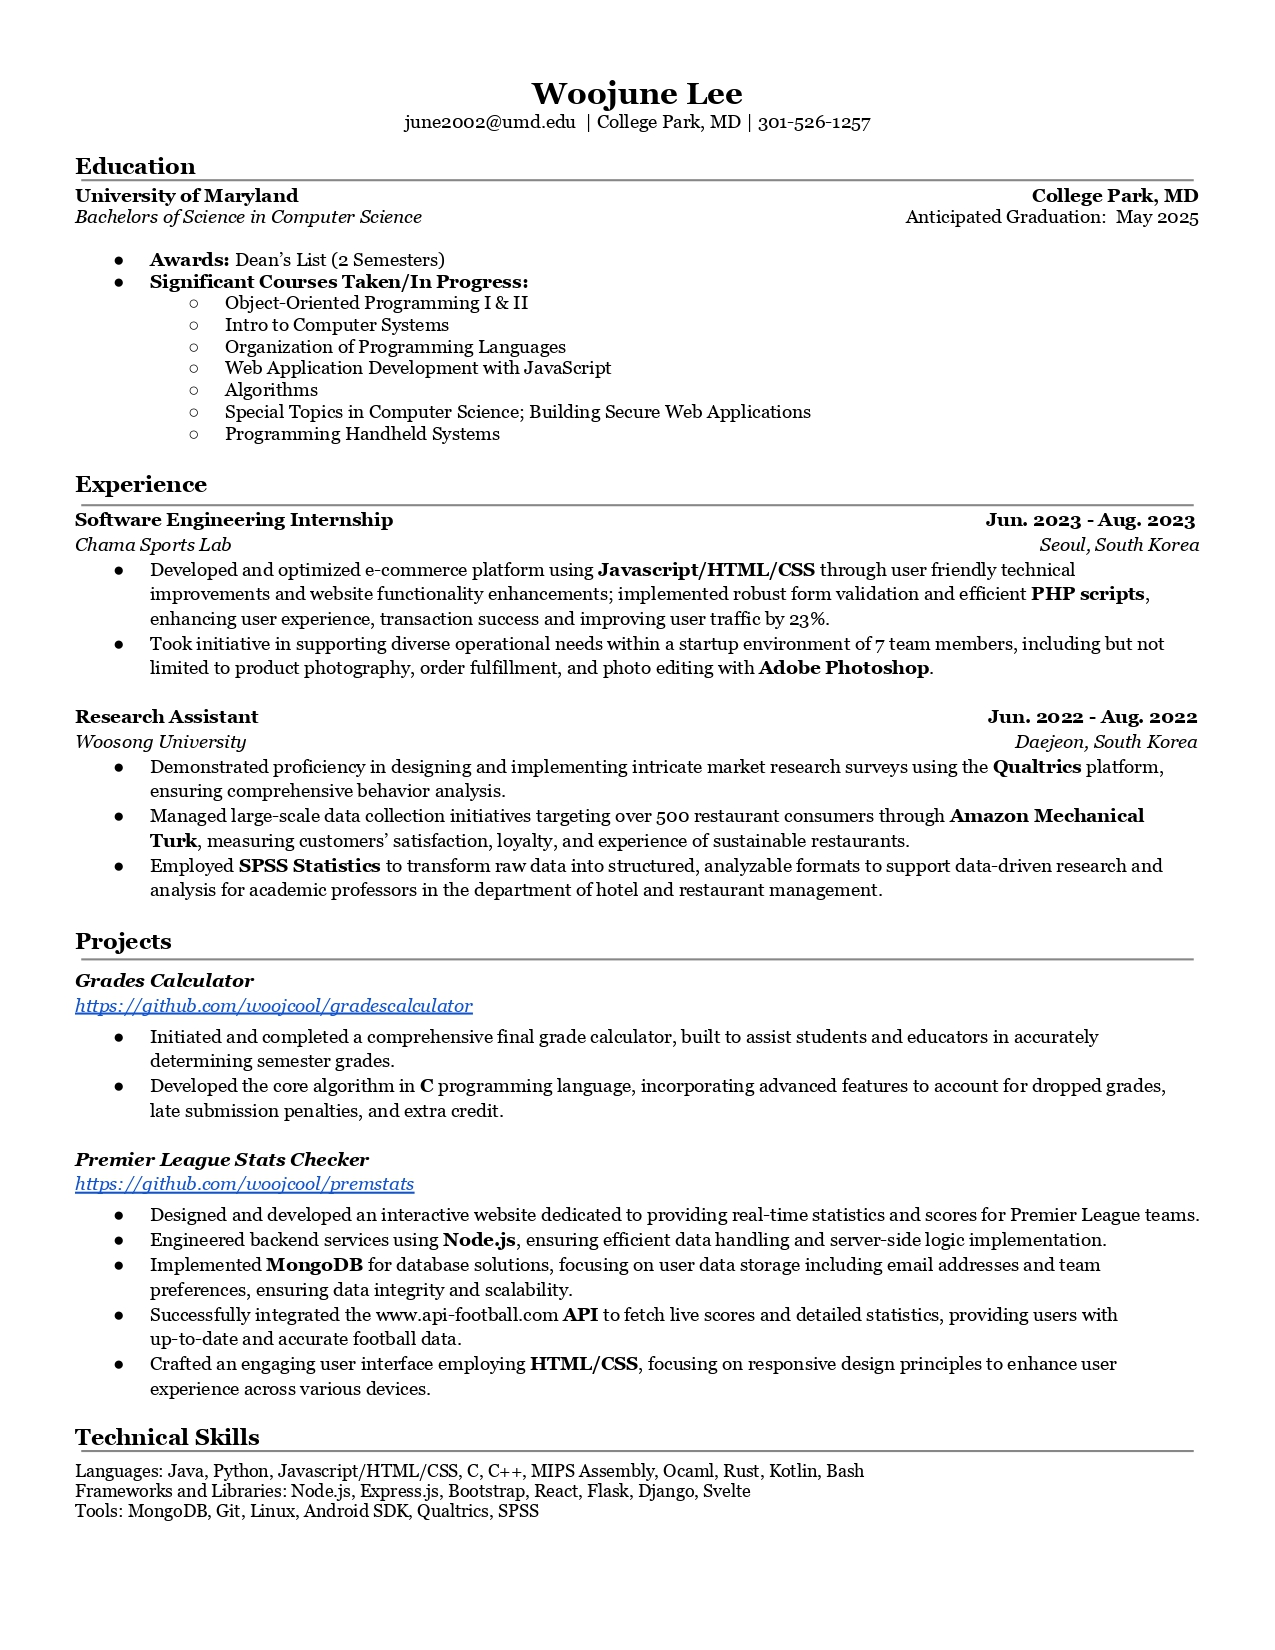 Woojune Lee
june2002@umd.edu | College Park, MD | 301-526-1257
Education
University of Maryland College Park, MD
Bachelors of Science in Computer Science Anticipated Graduation: May 2025
● Awards: Dean's List (2 Semesters)
● Significant Courses Taken/In Progress:
○ Object-Oriented Programming I & II
○ Intro to Computer Systems
○ Organization of Programming Languages
○ Web Application Development with JavaScript
○ Algorithms
○ Special Topics in Computer Science; Building Secure Web Applications
○ Programming Handheld Systems
Experience
Software Engineering Internship Jun. 2023 - Aug. 2023
Chama Sports Lab Seoul, South Korea
● Developed and optimized e-commerce platform using Javascript/HTML/CSS through user friendly technical
improvements and website functionality enhancements; implemented robust form validation and efficient PHP scripts,
enhancing user experience, transaction success and improving user traffic by 23%.
● Took initiative in supporting diverse operational needs within a startup environment of 7 team members, including but not
limited to product photography, order fulfillment, and photo editing with Adobe Photoshop.
Research Assistant Jun. 2022 - Aug. 2022
Woosong University Daejeon, South Korea
● Demonstrated proficiency in designing and implementing intricate market research surveys using the Qualtrics platform,
ensuring comprehensive behavior analysis.
● Managed large-scale data collection initiatives targeting over 500 restaurant consumers through Amazon Mechanical
Turk, measuring customers' satisfaction, loyalty, and experience of sustainable restaurants.
● Employed SPSS Statistics to transform raw data into structured, analyzable formats to support data-driven research and
analysis for academic professors in the department of hotel and restaurant management.
Projects
Grades Calculator
https://github.com/woojcool/gradescalculator
● Initiated and completed a comprehensive final grade calculator, built to assist students and educators in accurately
determining semester grades.
● Developed the core algorithm in C programming language, incorporating advanced features to account for dropped grades,
late submission penalties, and extra credit.
Premier League Stats Checker
https://github.com/woojcool/premstats
● Designed and developed an interactive website dedicated to providing real-time statistics and scores for Premier League teams.
● Engineered backend services using Node.js, ensuring efficient data handling and server-side logic implementation.
● Implemented MongoDB for database solutions, focusing on user data storage including email addresses and team
preferences, ensuring data integrity and scalability.
● Successfully integrated the www.api-football.com API to fetch live scores and detailed statistics, providing users with
up-to-date and accurate football data.
● Crafted an engaging user interface employing HTML/CSS, focusing on responsive design principles to enhance user
experience across various devices.
Technical Skills
Languages: Java, Python, Javascript/HTML/CSS, C, C++, MIPS Assembly, Ocaml, Rust, Kotlin, Bash
Frameworks and Libraries: Node.js, Express.js, Bootstrap, React, Flask, Django, Svelte
Tools: MongoDB, Git, Linux, Android SDK, Qualtrics, SPSS